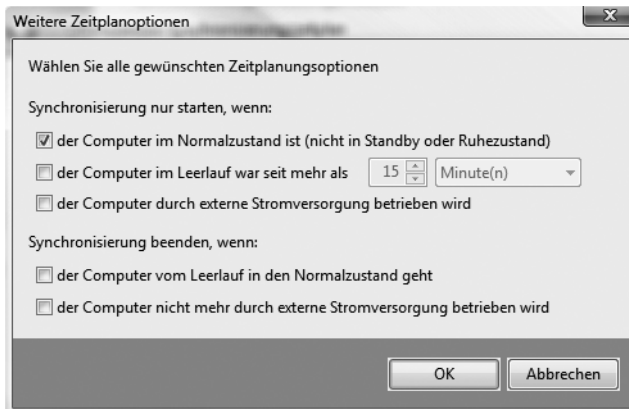 Weitere Zeitplanoptionen
Wählen Sie alle gewünschten Zeitplanungsoptionen
Synchronisierung nur starten, wenn:
der Computer im Normalzustand ist (nicht in Standby oder Ruhezustand)
der Computer im Leerlauf war seit mehr als 15 Minute(n)
der Computer durch externe Stromversorgung betrieben wird
Synchronisierung beenden, wenn:
der Computer vom Leerlauf in den Normalzustand geht
der Computer nicht mehr durch externe Stromversorgung betrieben wird
OK Abbrechen